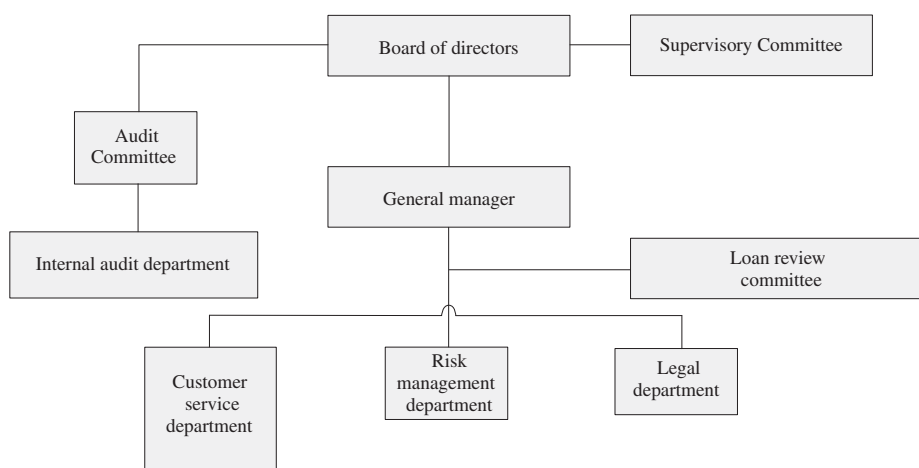 Board of directors
Supervisory Committee
Audit
Committee
General manager
Internal audit department
Loan review
committee
Customer
service
department
Risk
management
department
Legal
department